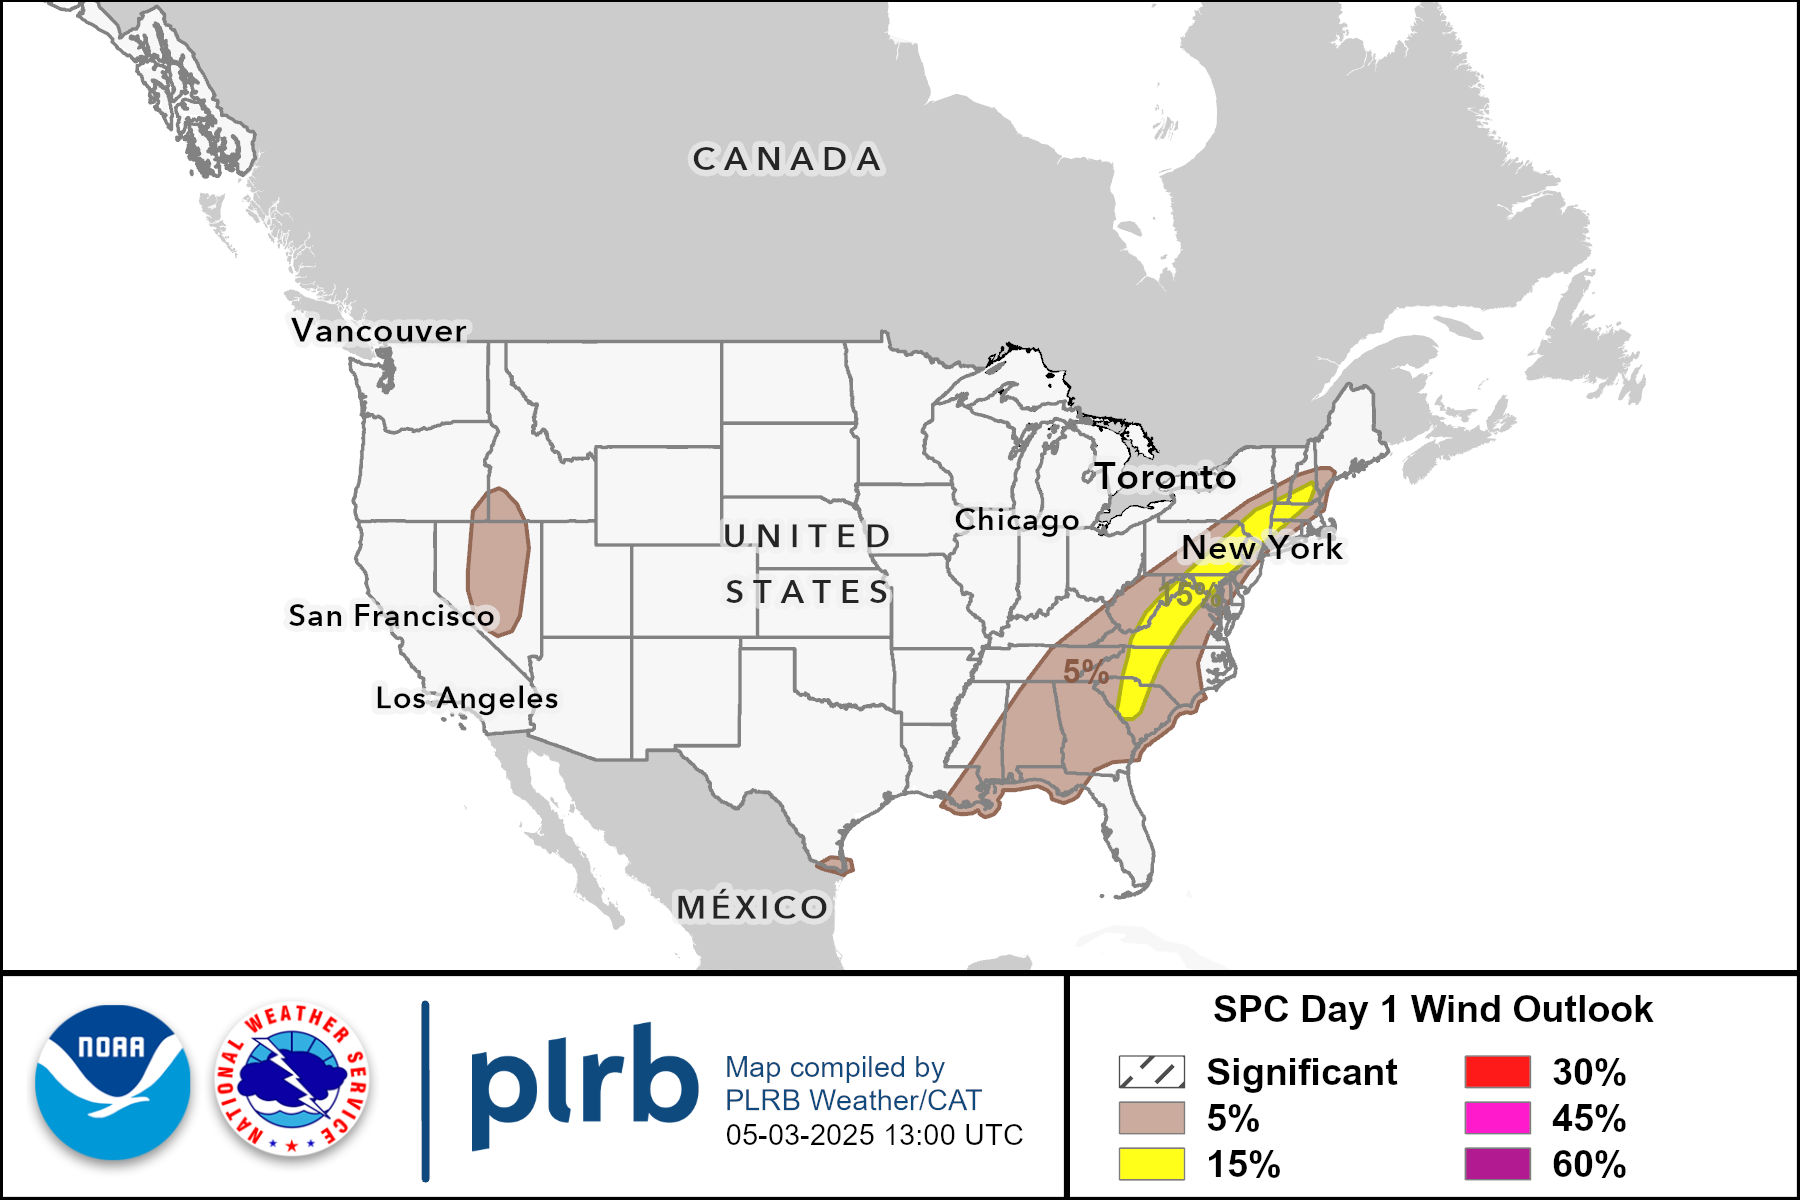 CANADA
Vancouver
Toronto
Chicago
UNITED
New York
STATES
15%
San Francisco
5%
Los Angeles
MÉXICO
NOAA
NATIONAL WEATHER SERVICE
plrb
Map compiled by
PLRB Weather/CAT
05-03-2025 13:00 UTC
SPC Day 1 Wind Outlook
Significant
5%
15%
30%
45%
60%